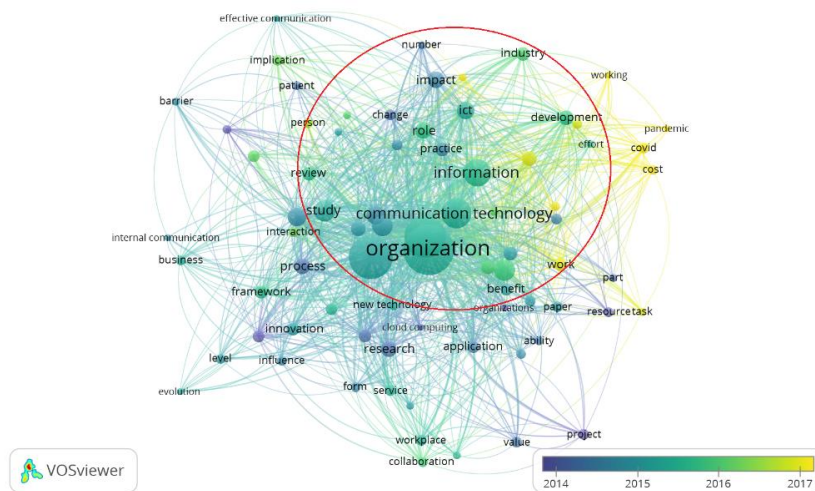 effective communication
number
industry
implication
impact
working
patient
barrier
change
ict
development
person
role
pandemic
practice
effort
covid
review
information
cost
study
communication technology
interaction
internal communication
organization
business
process
work
part
framework
benefit
new technology
organizations
paper
resource
task
innovation
cloud computing
research
application
ability
level
influence
form
service
evolution
workplace
value
project
collaboration
VOSviewer
2014
2015
2016
2017